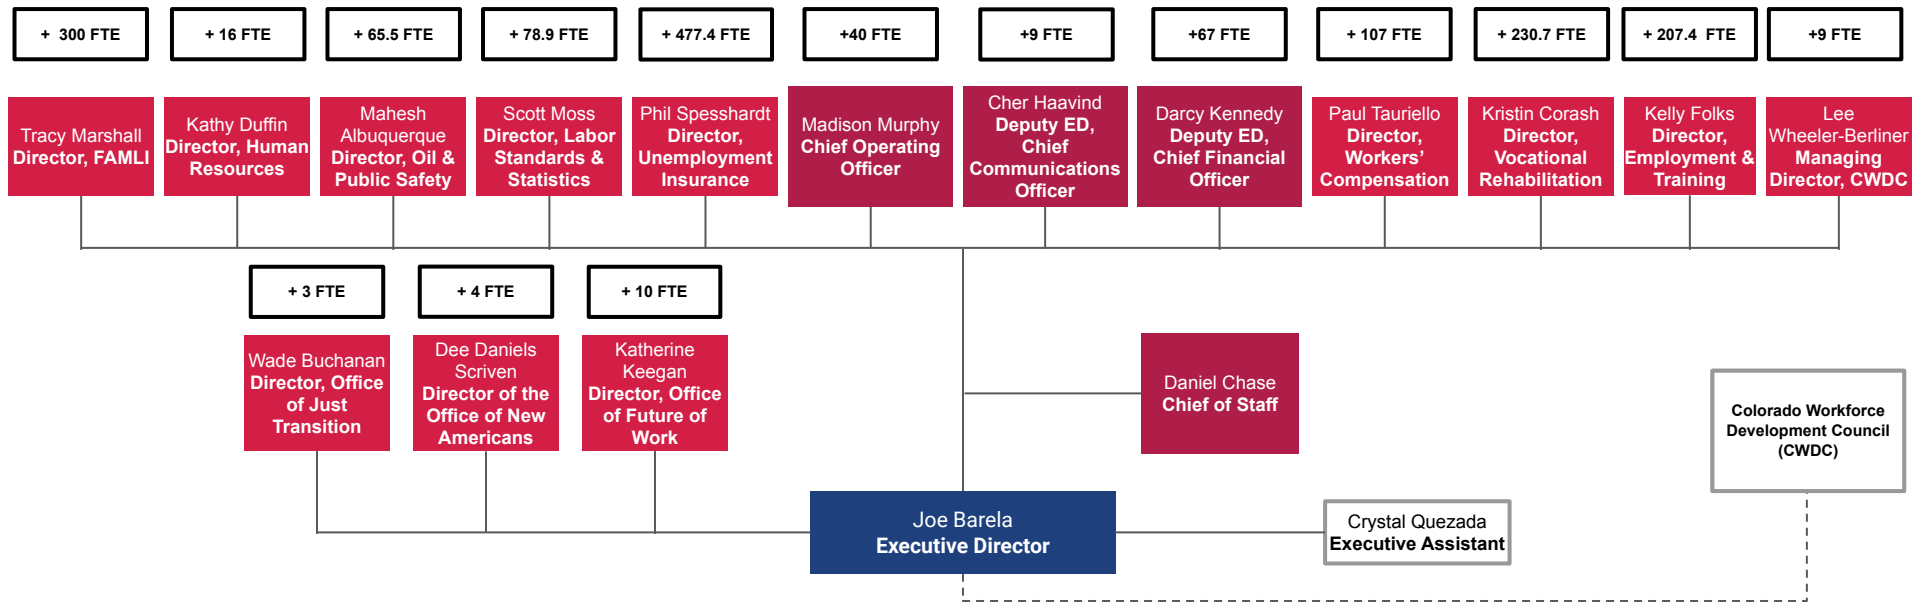 + 300 FTE
+ 16 FTE
+ 65.5 FTE
+ 78.9 FTE
+ 477.4 FTE
+40 FTE
+9 FTE
+67 FTE
+ 107 FTE
+ 230.7 FTE
+ 207.4 FTE
+9 FTE
Tracy Marshall
Director, FAMLI
Kathy Duffin
Director, Human
Resources
Mahesh
Albuquerque
Director, Oil &
Public Safety
Scott Moss
Director, Labor
Standards &
Statistics
Phil Spesshardt
Director,
Unemployment
Insurance
Madison Murphy
Chief Operating
Officer
Cher Haavind
Deputy ED,
Chief
Communications
Officer
Darcy Kennedy
Deputy ED,
Chief Financial
Officer
Paul Tauriello
Director,
Workers’
Compensation
Kristin Corash
Director,
Vocational
Rehabilitation
Kelly Folks
Director,
Employment &
Training
Lee
Wheeler-Berliner
Managing
Director, CWDC
+ 3 FTE
+ 4 FTE
+ 10 FTE
Wade Buchanan
Director, Office
of Just
Transition
Dee Daniels
Scriven
Director of the
Office of New
Americans
Katherine
Keegan
Director, Office
of Future of
Work
Daniel Chase
Chief of Staff
Colorado Workforce
Development Council
(CWDC)
Joe Barela
Executive Director
Crystal Quezada
Executive Assistant